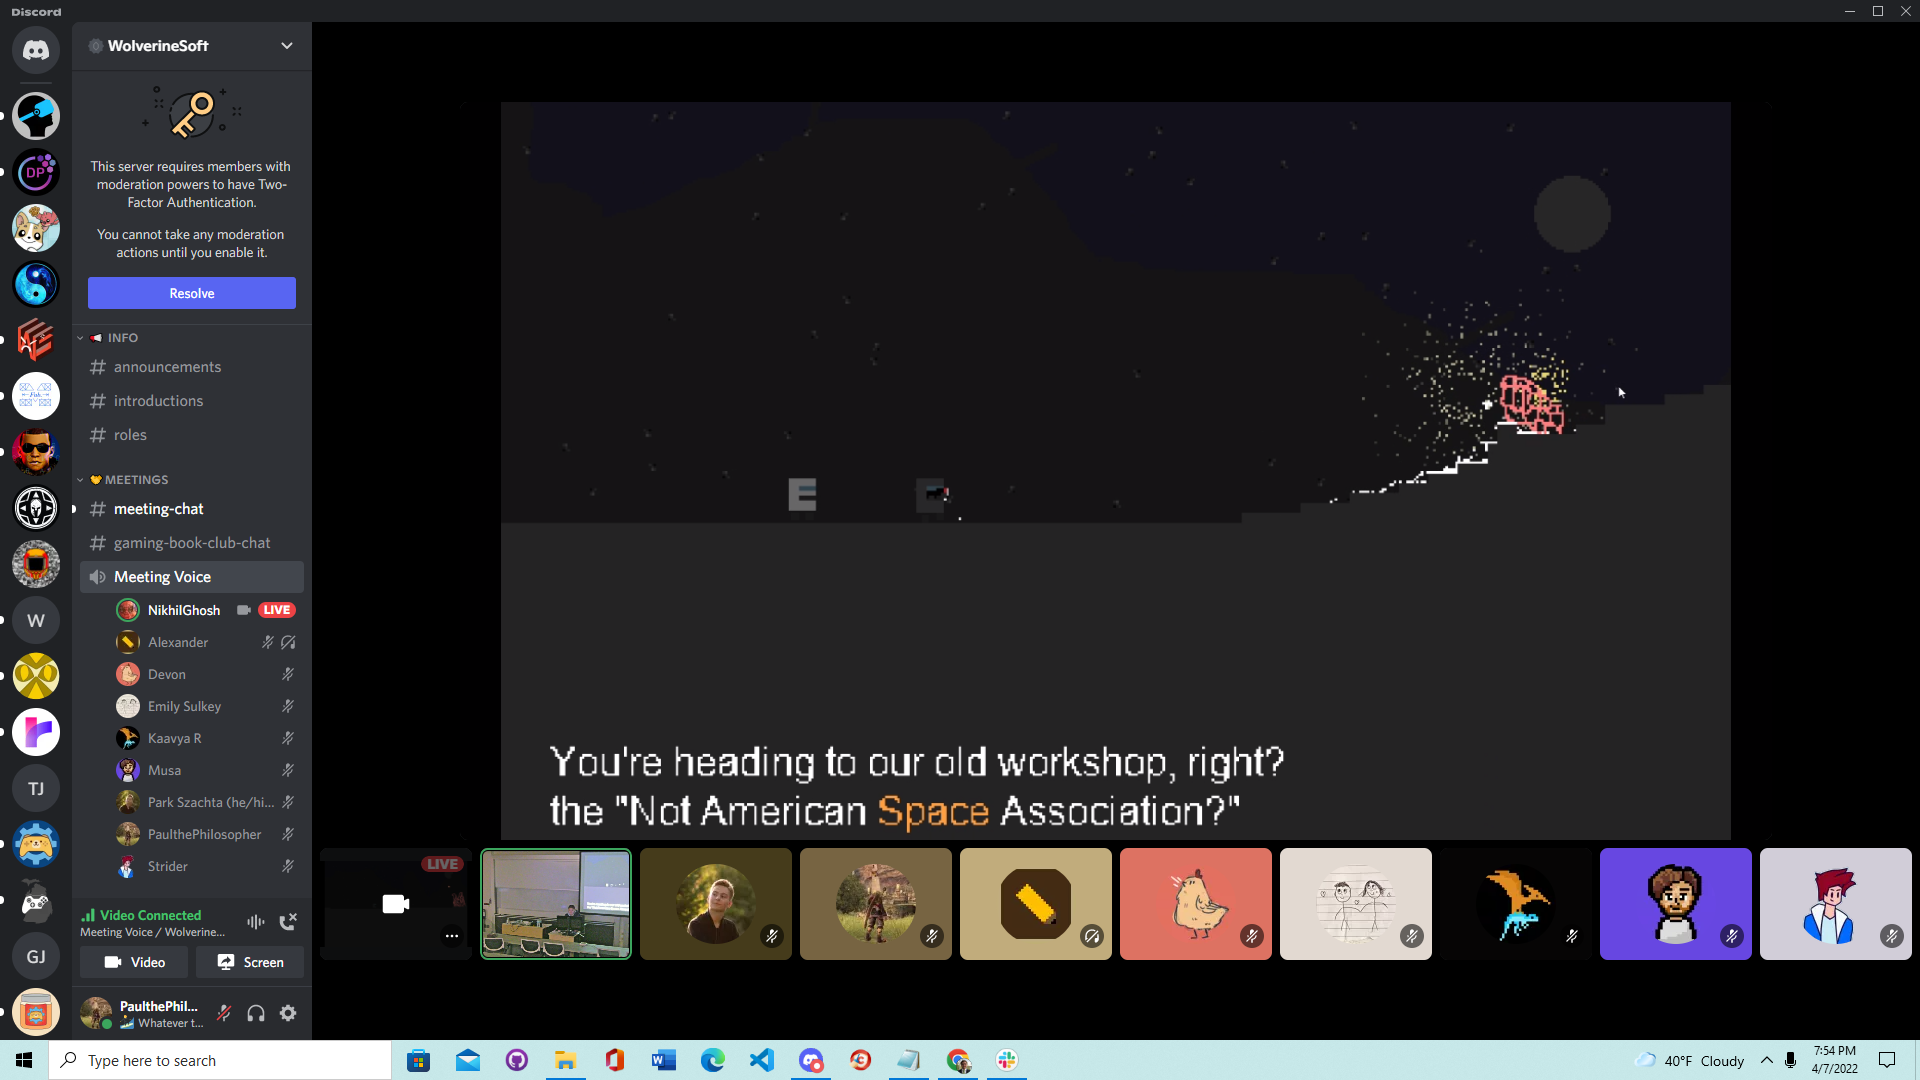 Discord
WolverineSoft
This server requires members with
moderation powers to have Two-
Factor Authentication.
You cannot take any moderation
actions until you enable it.
Resolve
INFO
announcements
introductions
roles
MEETINGS
meeting-chat
gaming-book-club-chat
Meeting Voice
NikhilGhosh
LIVE
Alexander
Devon
Emily Sulkey
Kaavya R
Musa
Park Szachta (he/hi...
PaulthePhilosopher
Strider
Video Connected
Meeting Voice / Wolverine...
Video
Screen
PaulthePhil...
Whatever t...
DP
W
TJ
GJ
E
E
You're heading to our old workshop, right?
the "Not American Space Association?"
LIVE
Type here to search
40°F Cloudy
7:54 PM
4/7/2022